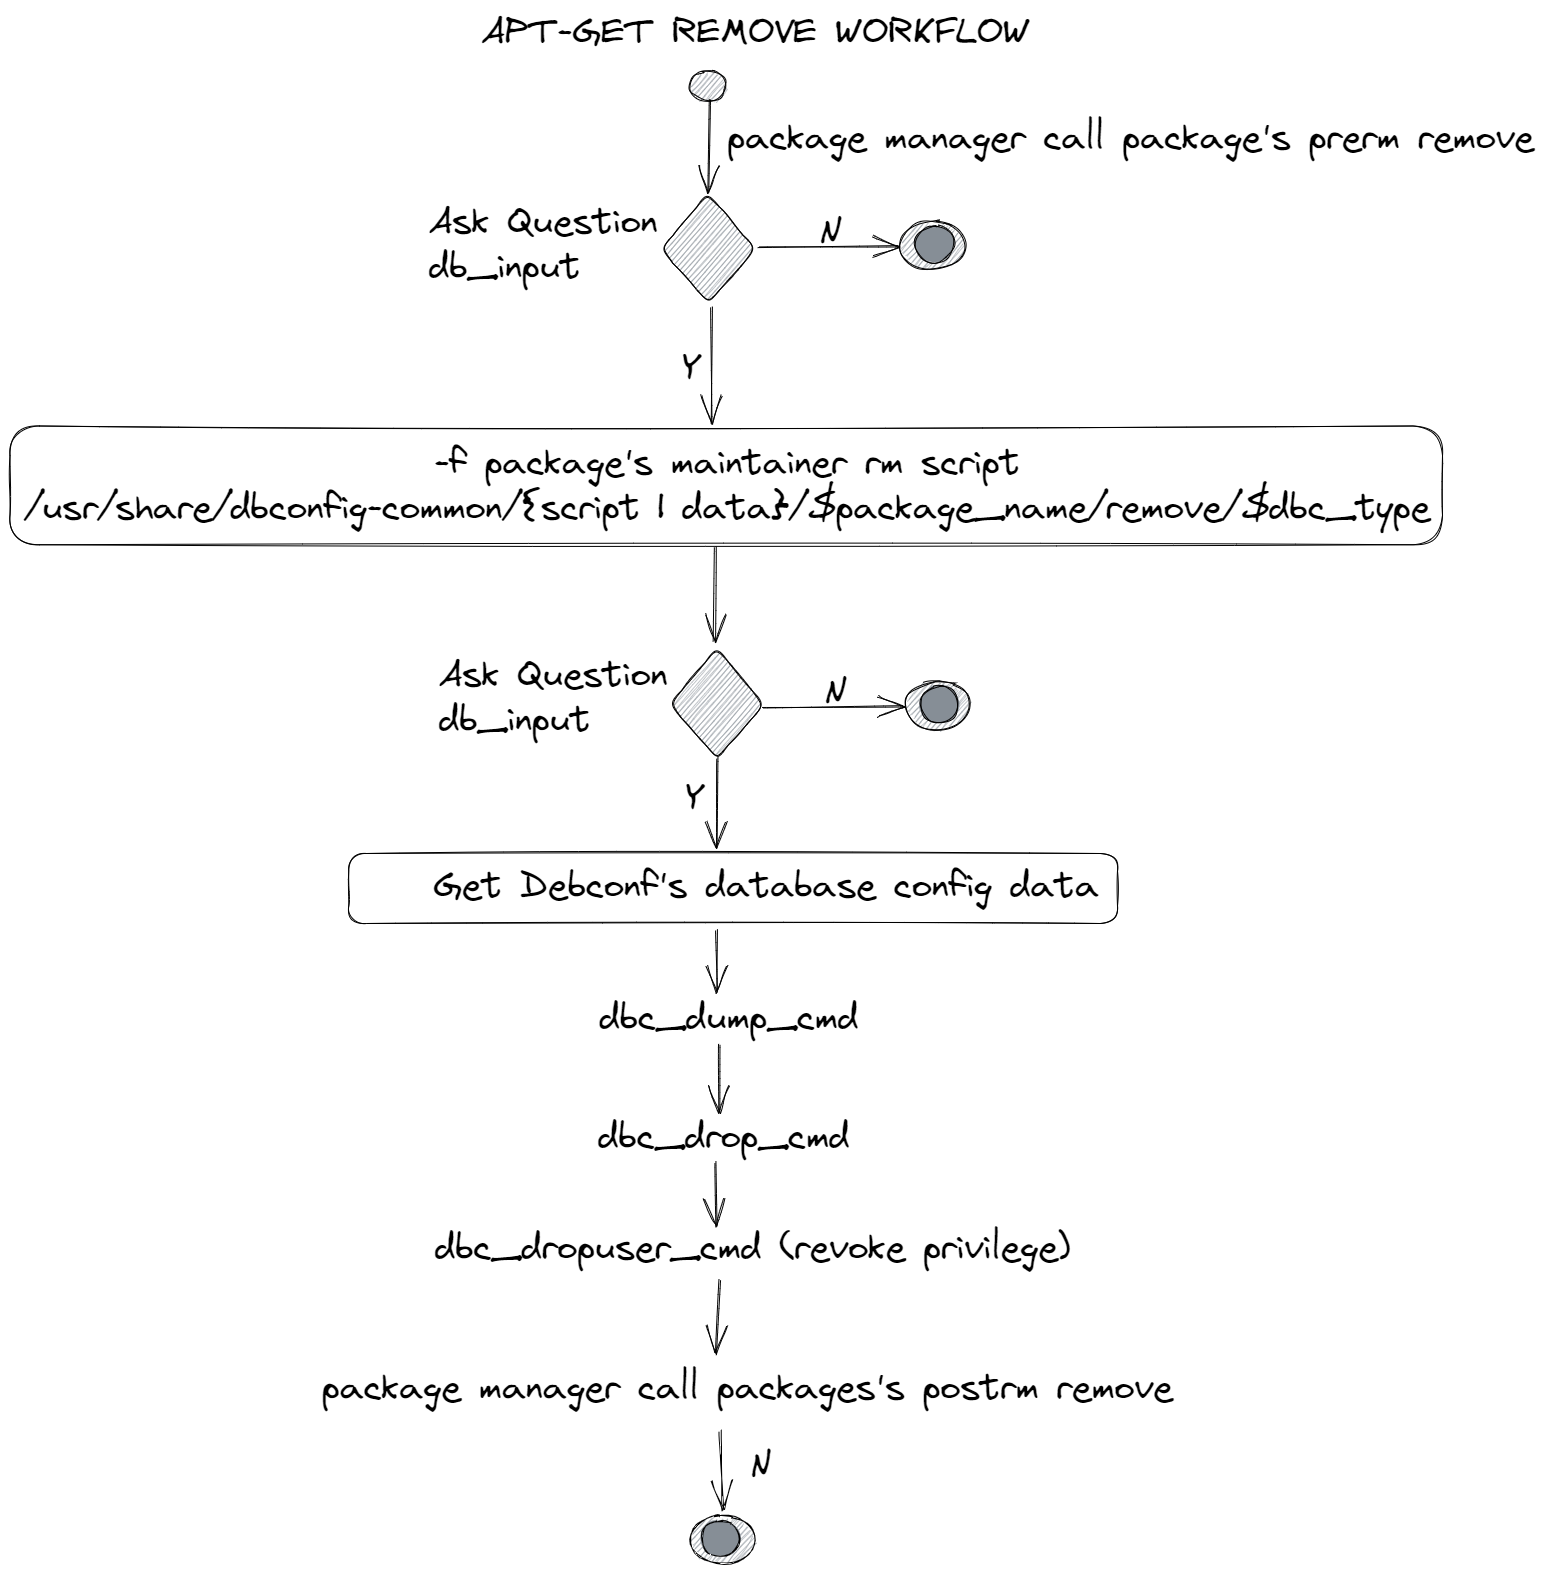 APT-GET REMOVE WORKFLOW
package manager call package's prerm remove
Ask Question
db_input
N
Y
-f package's maintainer rm script
/usr/share/dbconfig-common/{script | data}/$package_name/remove/$dbc_type
Ask Question
db_input
N
Y
Get Debconf's database config data
dbc_dump_cmd
dbc_drop_cmd
dbc_dropuser_cmd (revoke privilege)
package manager call packages's postrm remove
N